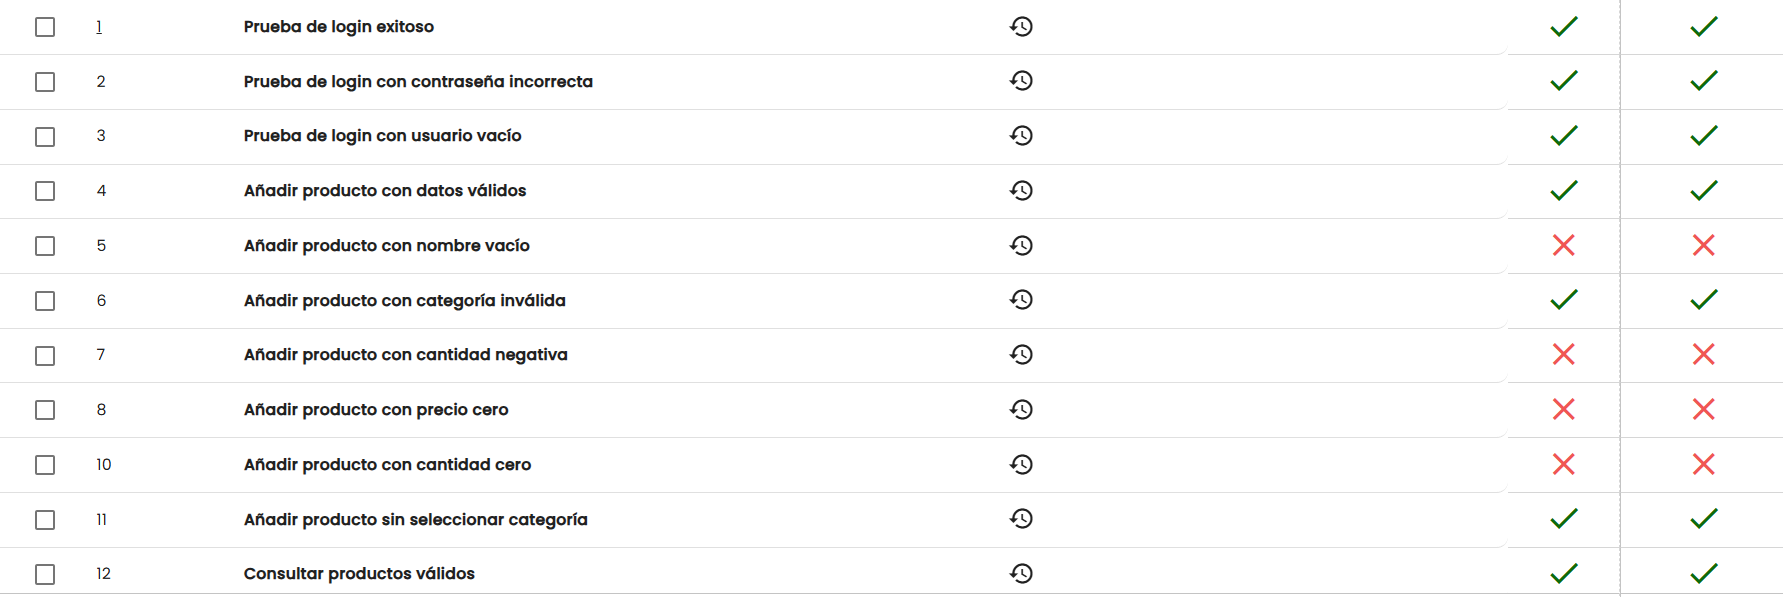 1 Prueba de login exitoso
2 Prueba de login con contraseña incorrecta
3 Prueba de login con usuario vacío
4 Añadir producto con datos válidos
5 Añadir producto con nombre vacío
6 Añadir producto con categoría inválida
7 Añadir producto con cantidad negativa
8 Añadir producto con precio cero
10 Añadir producto con cantidad cero
11 Añadir producto sin seleccionar categoría
12 Consultar productos válidos